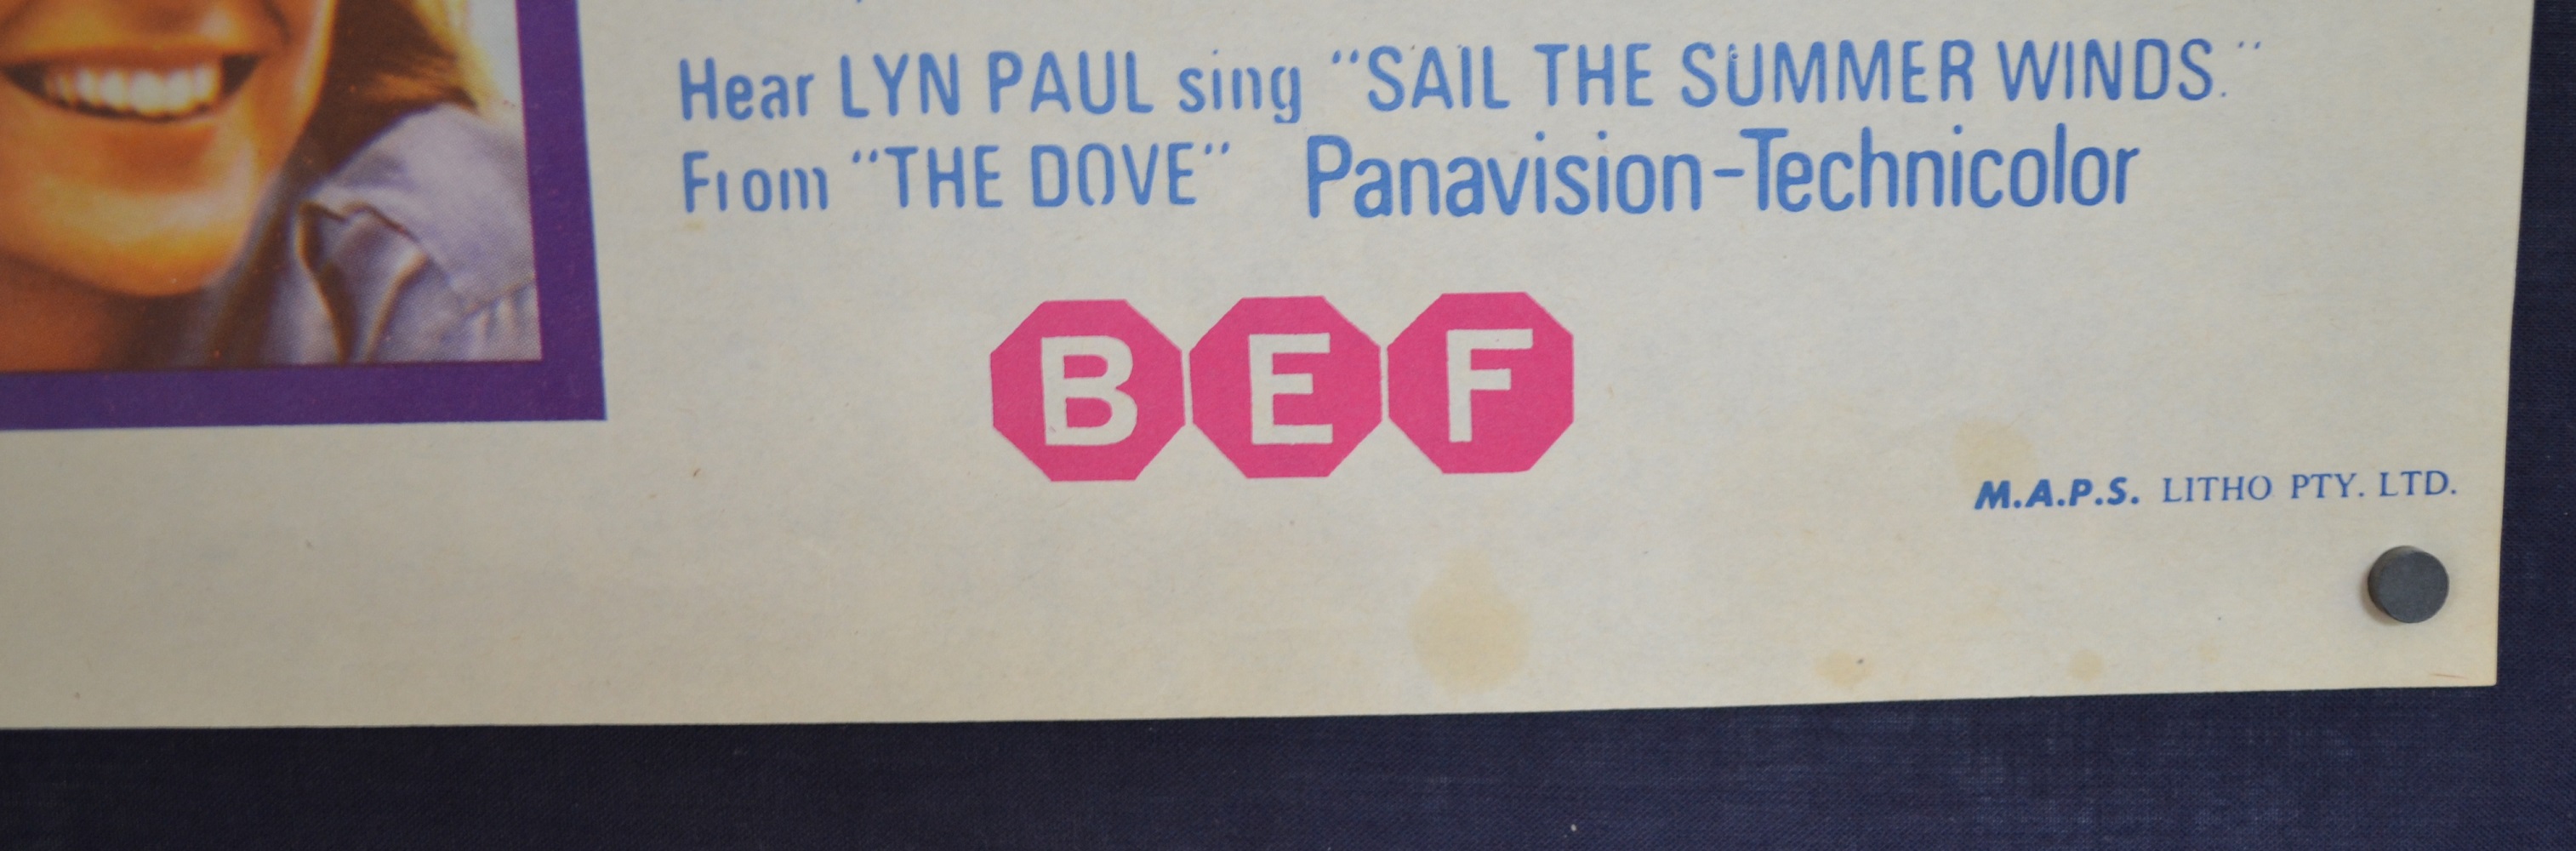 Hear LYN PAUL sing "SAIL THE SUMMER WINDS."
From "THE DOVE" Panavision-Technicolor
BEF
M.A.P.S. LITHO PTY. LTD.